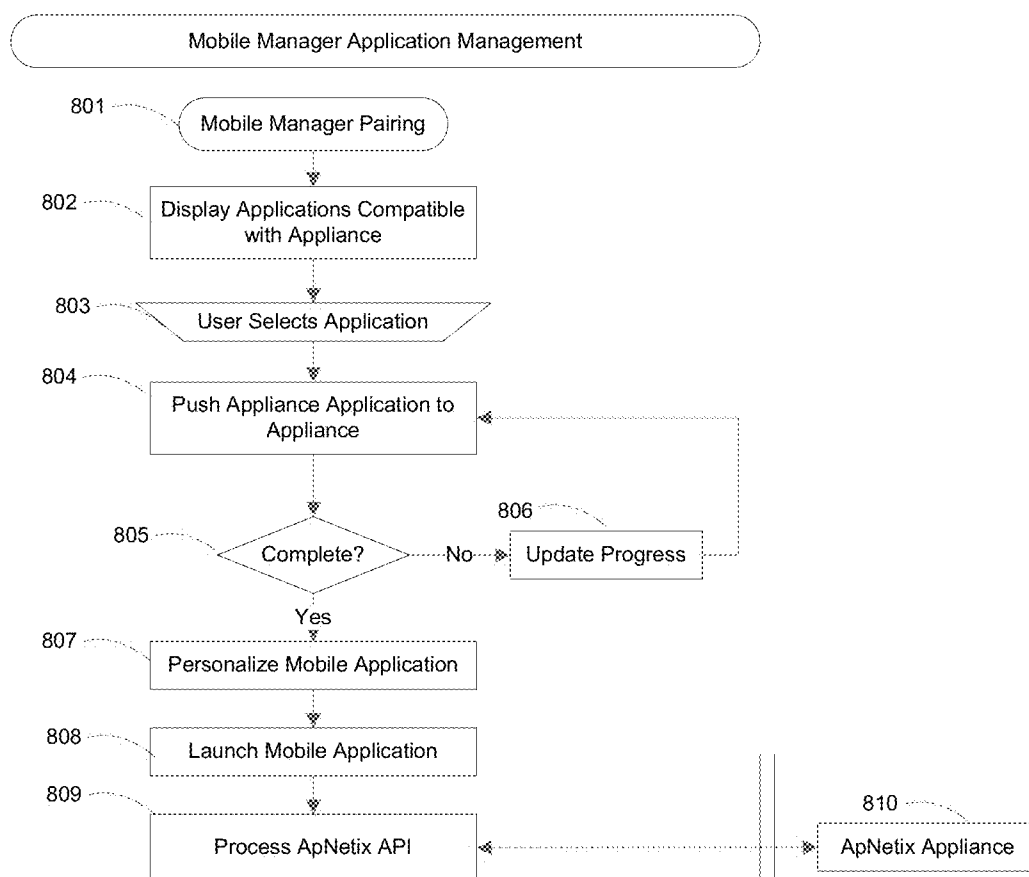 Mobile Manager Application Management
801
Mobile Manager Pairing
802
Display Applications Compatible
with Appliance
803
User Selects Application
804
Push Appliance Application to
Appliance
805
Complete?
No
806
Update Progress
Yes
807
Personalize Mobile Application
808
Launch Mobile Application
809
Process ApNetix API
810
ApNetix Appliance